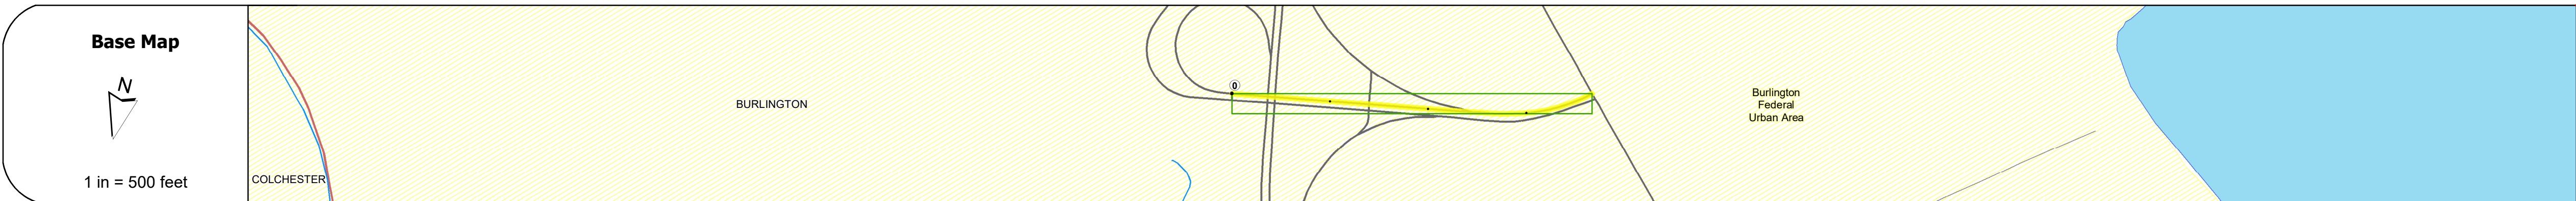 Base Map
N
1 in = 500 feet
COLCHESTER
BURLINGTON
0
Burlington
Federal
Urban Area